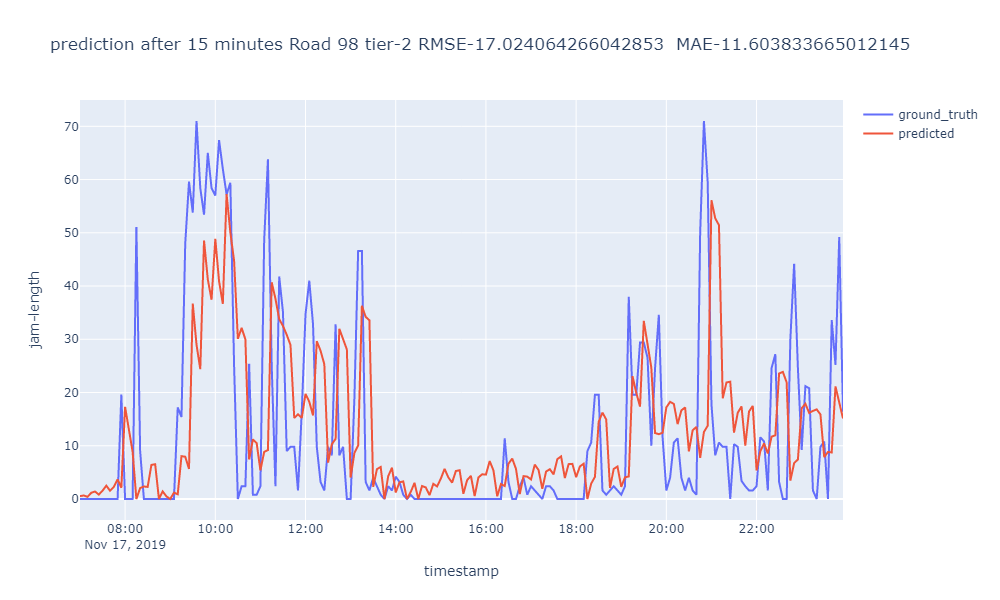 prediction after 15 minutes Road 98 tier-2 RMSE-17.024064266042853  MAE-11.603833665012145
ground_truth
predicted
70
60
50
40
30
20
10
0
jam-length
08:00 10:00 12:00 14:00 16:00 18:00 20:00 22:00
Nov 17, 2019
timestamp